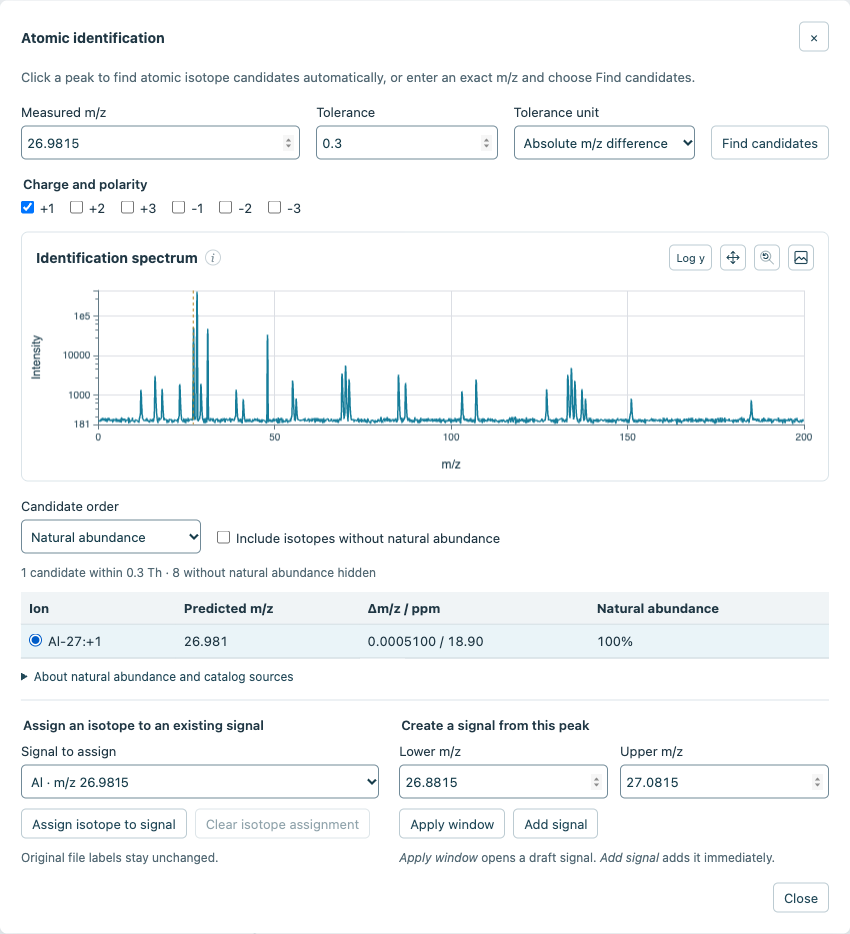 Atomic identification
×
Click a peak to find atomic isotope candidates automatically, or enter an exact m/z and choose Find candidates.
Measured m/z Tolerance Tolerance unit
26.9815 0.3 Absolute m/z difference Find candidates
Charge and polarity
+1 +2 +3 -1 -2 -3
Identification spectrum i Log y
1e5
10000
1000
181
Intensity
0 50 100 150 200
m/z
Candidate order
Natural abundance Include isotopes without natural abundance
1 candidate within 0.3 Th · 8 without natural abundance hidden
Ion Predicted m/z Δm/z / ppm Natural abundance
Al-27:+1 26.981 0.0005100 / 18.90 100%
About natural abundance and catalog sources
Assign an isotope to an existing signal Create a signal from this peak
Signal to assign Lower m/z Upper m/z
Al · m/z 26.9815 26.8815 27.0815
Assign isotope to signal Clear isotope assignment Apply window Add signal
Original file labels stay unchanged. Apply window opens a draft signal. Add signal adds it immediately.
Close